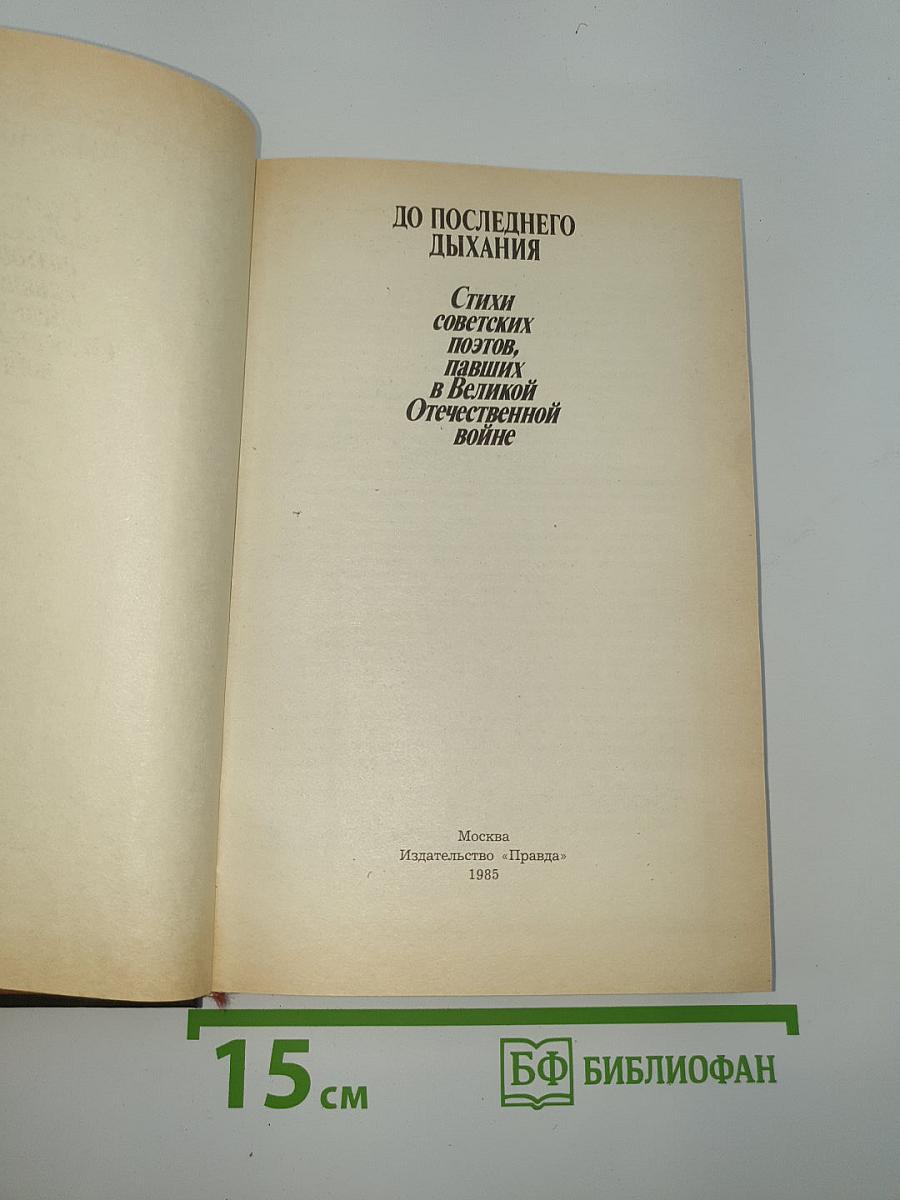 ДО ПОСЛЕДНЕГО
ДЫХАНИЯ
Стихи
советских
поэтов,
павших
в Великой
Отечественной
войне
Москва
Издательство «Правда»
1985
15 см
БФ БИБЛИОФАН